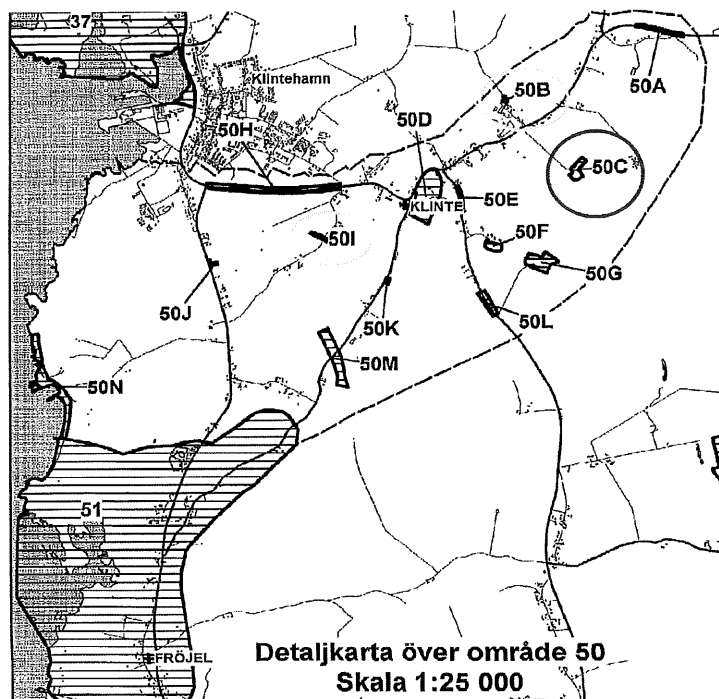 37
Klintehamn
50A
50B
50D
50H
50C
50E
KLINTE
50F
50I
50G
50J
50K
50L
50M
50N
51
FRÖJEL
Detaljkarta över område 50
Skala 1:25 000